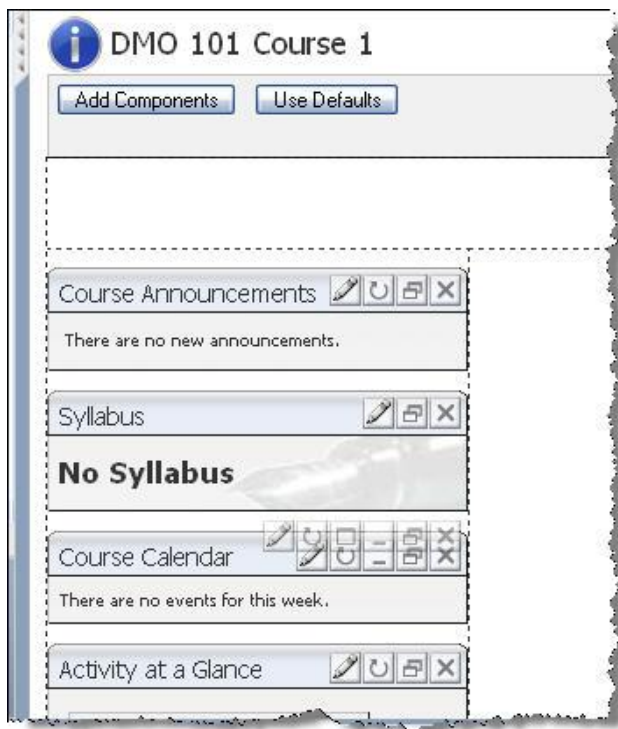 DMO 101 Course 1
Add Components Use Defaults
Course Announcements
There are no new announcements.
Syllabus
No Syllabus
Course Calendar
There are no events for this week.
Activity at a Glance